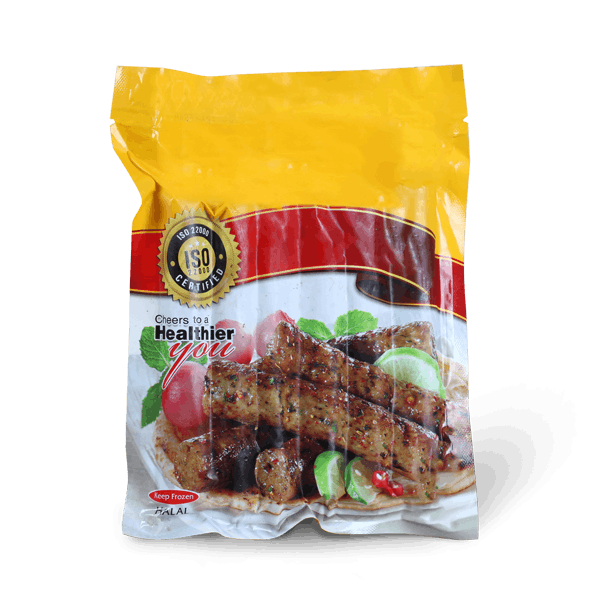 ISO 22000
ISO
22000
CERTIFIED
Cheers to a
Healthier
you
Keep Frozen
HALAL